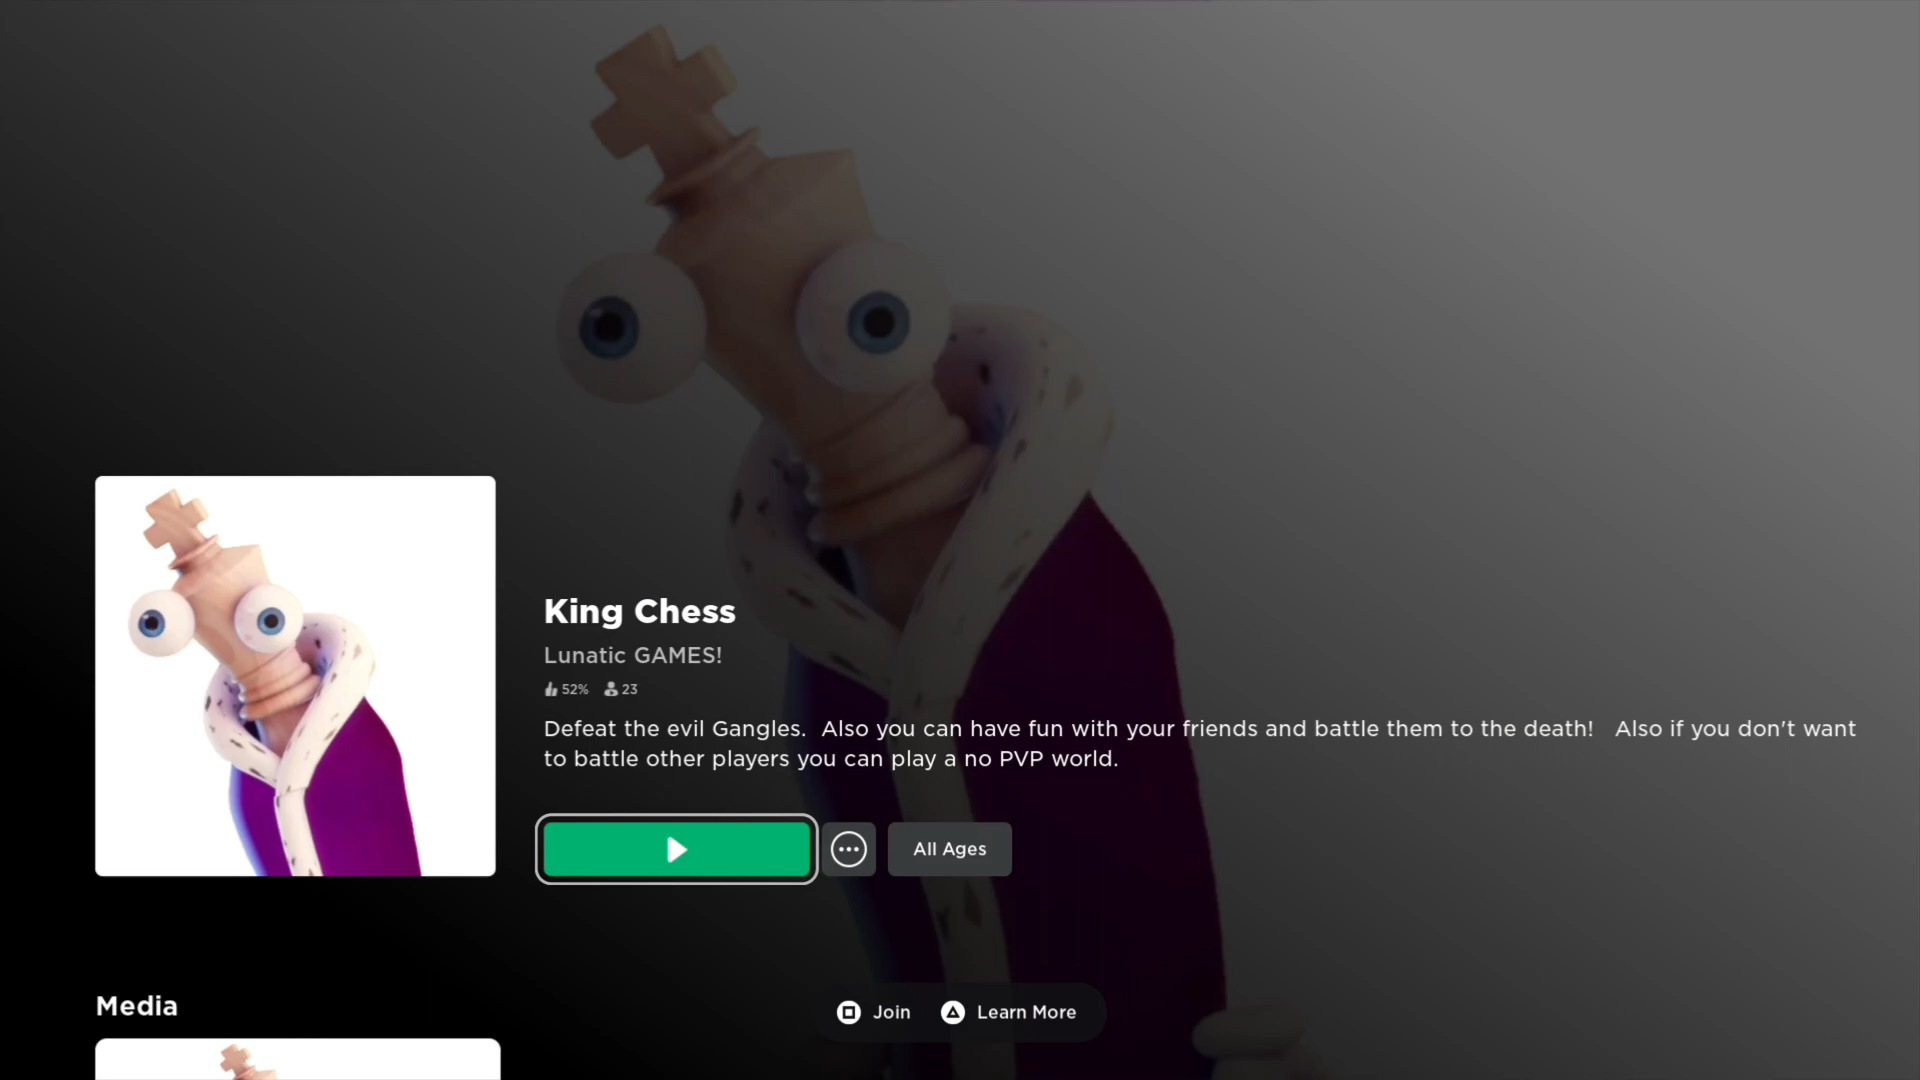 King Chess
Lunatic GAMES!
52% 23
Defeat the evil Gangles.  Also you can have fun with your friends and battle them to the death!   Also if you don't want
to battle other players you can play a no PVP world.
All Ages
Media
Join Learn More